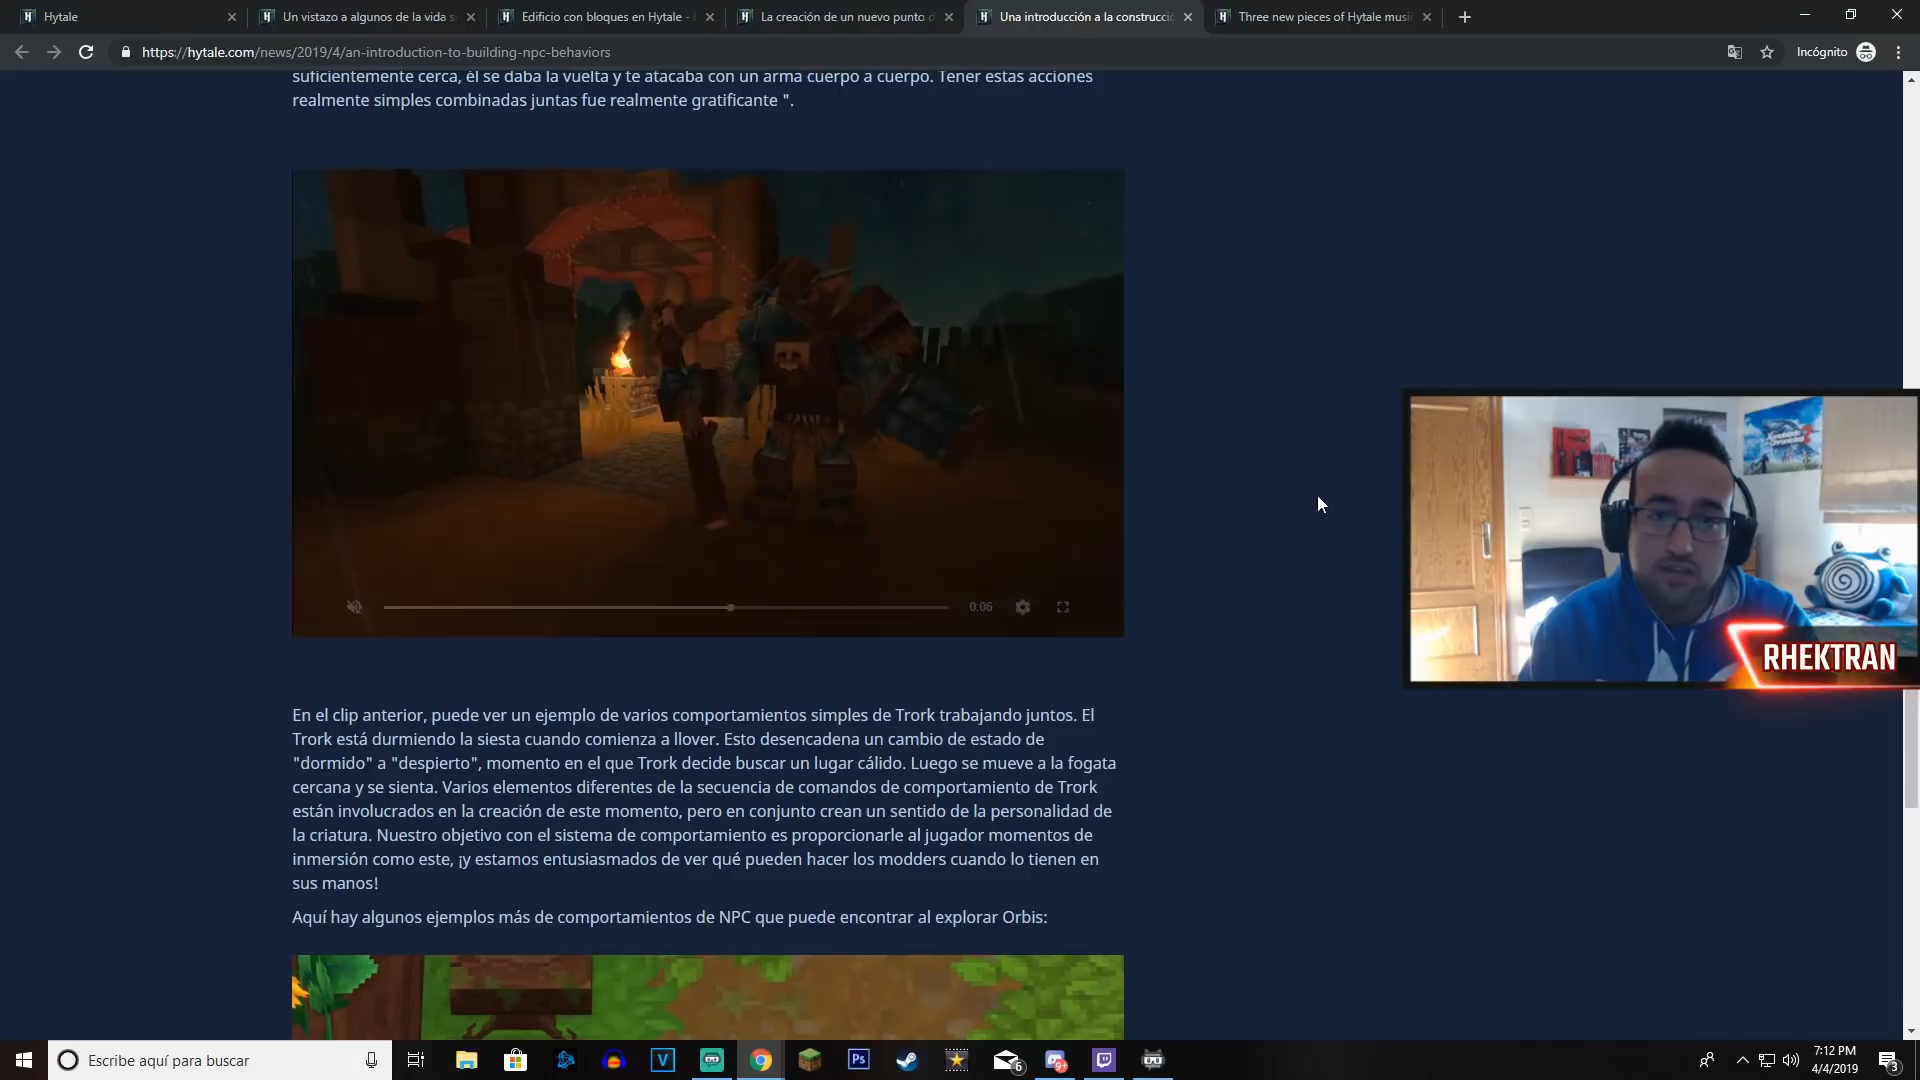 Hytale
Un vistazo a algunos de la vida s
Edificio con bloques en Hytale -
La creación de un nuevo punto d
Una introducción a la construcció
Three new pieces of Hytale music
https://hytale.com/news/2019/4/an-introduction-to-building-npc-behaviors
Incógnito
suficientemente cerca, él se daba la vuelta y te atacaba con un arma cuerpo a cuerpo. Tener estas acciones
realmente simples combinadas juntas fue realmente gratificante ".
0:06
RHEKTRAN
En el clip anterior, puede ver un ejemplo de varios comportamientos simples de Trork trabajando juntos. El
Trork está durmiendo la siesta cuando comienza a llover. Esto desencadena un cambio de estado de
"dormido" a "despierto", momento en el que Trork decide buscar un lugar cálido. Luego se mueve a la fogata
cercana y se sienta. Varios elementos diferentes de la secuencia de comandos de comportamiento de Trork
están involucrados en la creación de este momento, pero en conjunto crean un sentido de la personalidad de
la criatura. Nuestro objetivo con el sistema de comportamiento es proporcionarle al jugador momentos de
inmersión como este, ¡y estamos entusiasmados de ver qué pueden hacer los modders cuando lo tienen en
sus manos!
Aquí hay algunos ejemplos más de comportamientos de NPC que puede encontrar al explorar Orbis:
Escribe aquí para buscar
V
Ps
6
9+
7:12 PM
4/4/2019
3